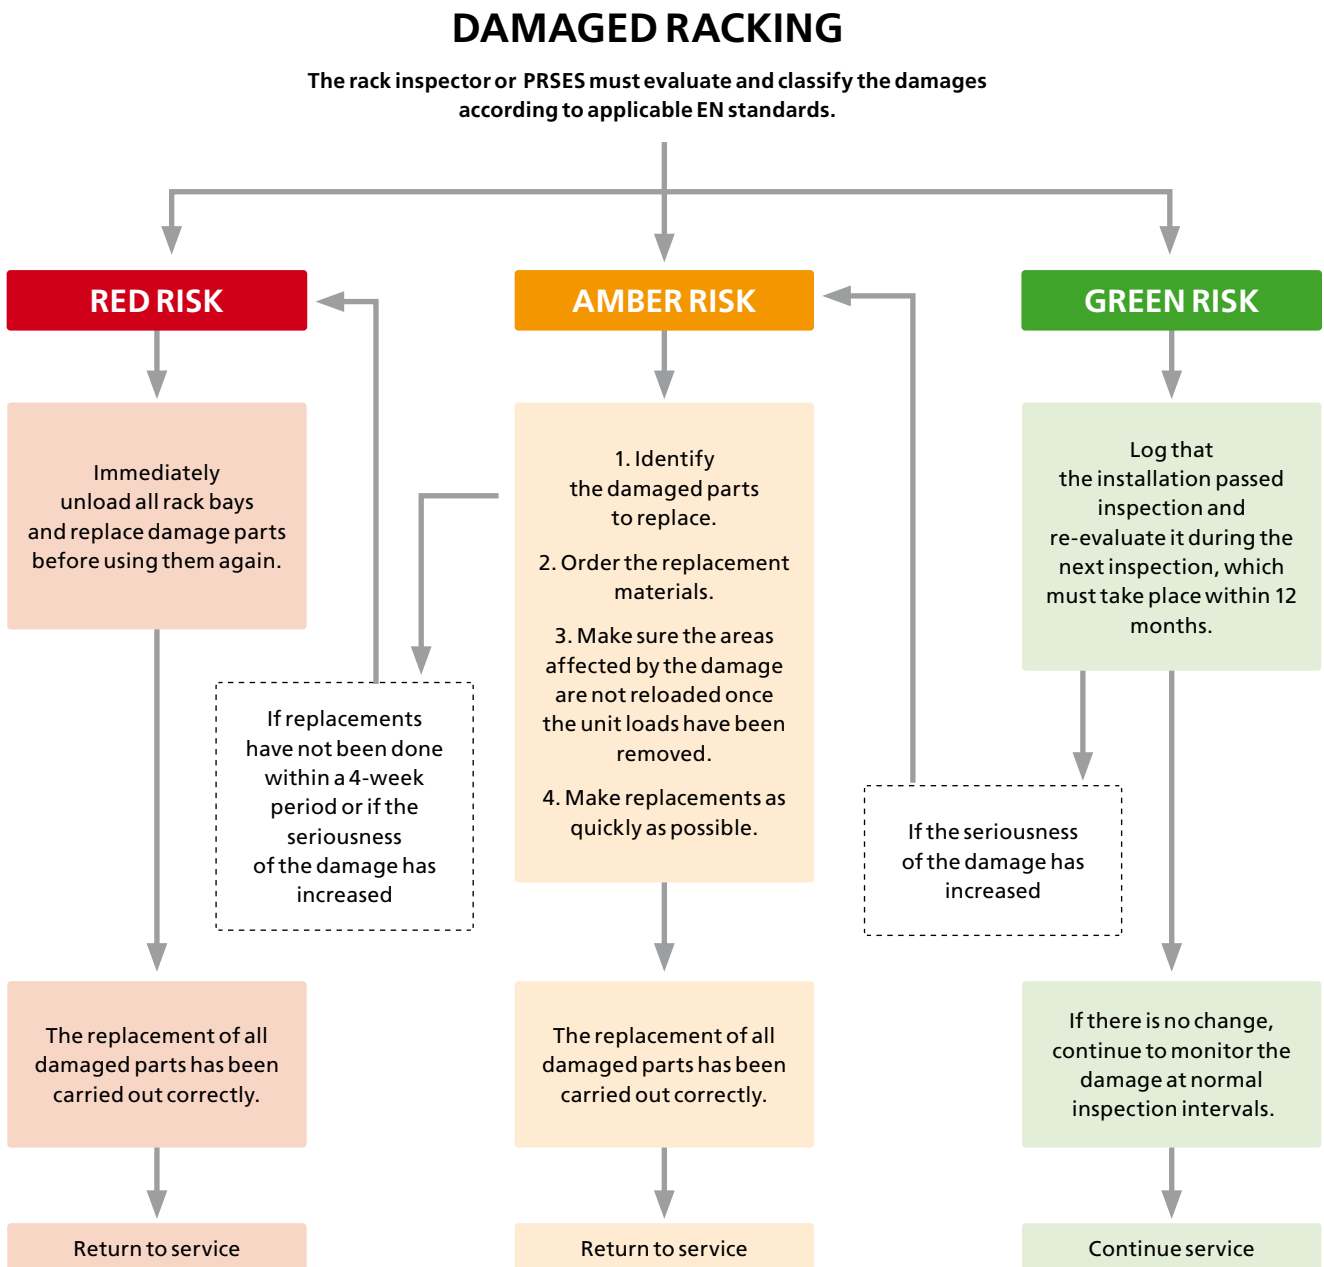 DAMAGED RACKING
The rack inspector or PRSES must evaluate and classify the damages
according to applicable EN standards.
RED RISK
Immediately
unload all rack bays
and replace damage parts
before using them again.
If replacements
have not been done
within a 4-week
period or if the
seriousness
of the damage has
increased
The replacement of all
damaged parts has been
carried out correctly.
Return to service
AMBER RISK
1. Identify
the damaged parts
to replace.
2. Order the replacement
materials.
3. Make sure the areas
affected by the damage
are not reloaded once
the unit loads have been
removed.
4. Make replacements as
quickly as possible.
The replacement of all
damaged parts has been
carried out correctly.
Return to service
GREEN RISK
Log that
the installation passed
inspection and
re-evaluate it during the
next inspection, which
must take place within 12
months.
If the seriousness
of the damage has
increased
If there is no change,
continue to monitor the
damage at normal
inspection intervals.
Continue service